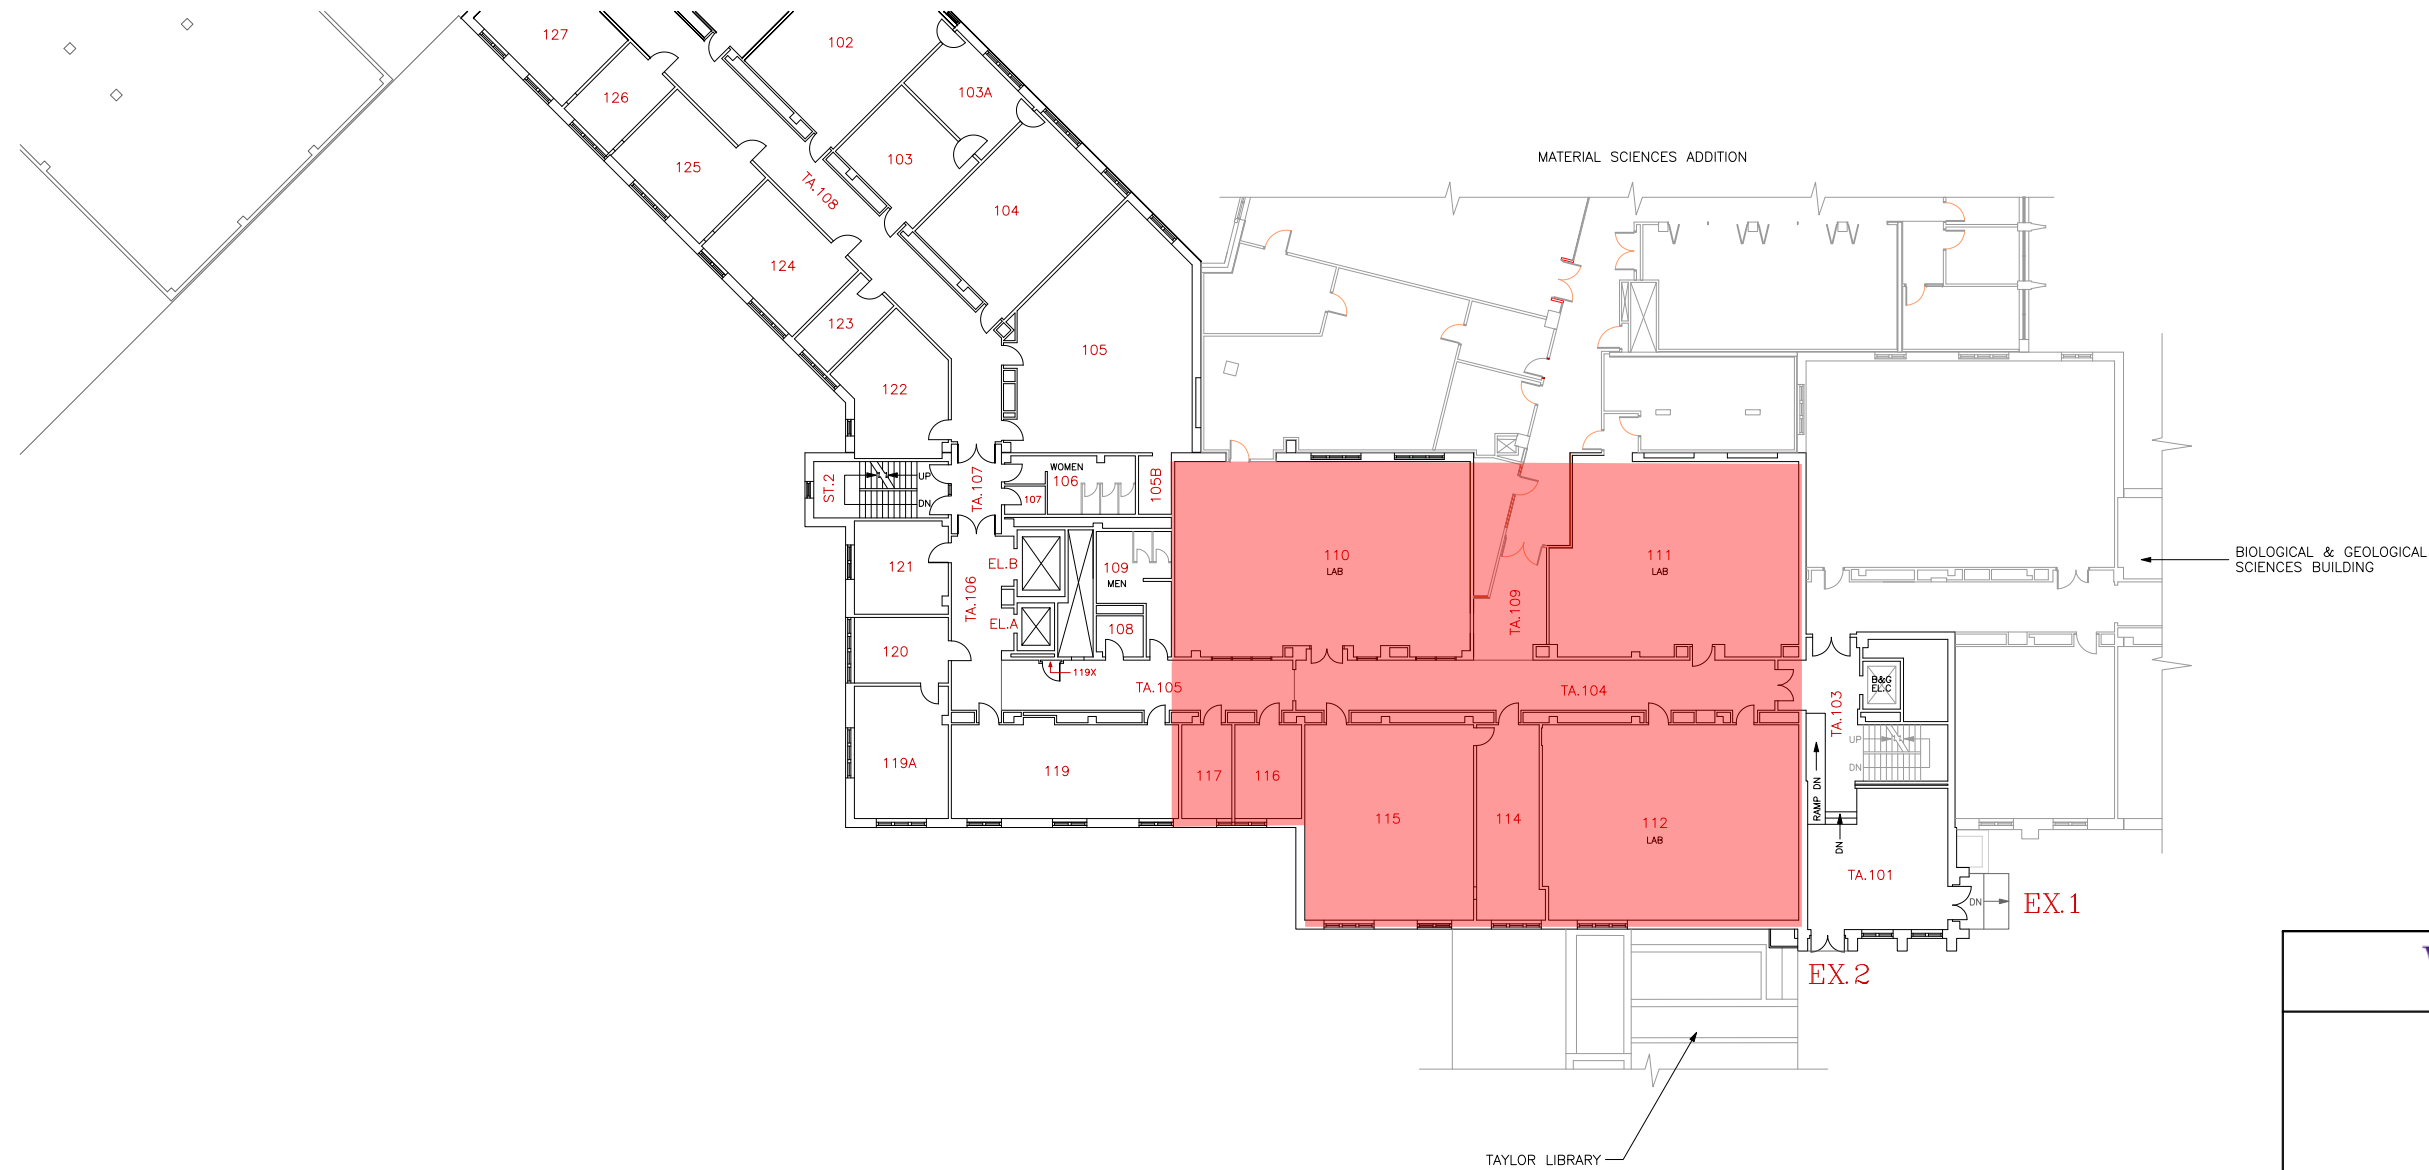 127
102
126
103A
125
103
TA.108
104
MATERIAL SCIENCES ADDITION
124
123
105
122
ST.2
UP
DN
TA.107
WOMEN
106
107
105B
121
EL.B
109
MEN
TA.106
EL.A
108
120
119X
TA.105
110
LAB
111
LAB
TA.109
TA.104
BIOLOGICAL & GEOLOGICAL
SCIENCES BUILDING
B&G
EL.C
TA.103
UP
DN
RAMP DN
DN
119A
119
117
116
115
114
112
LAB
TA.101
DN
EX.1
EX.2
TAYLOR LIBRARY